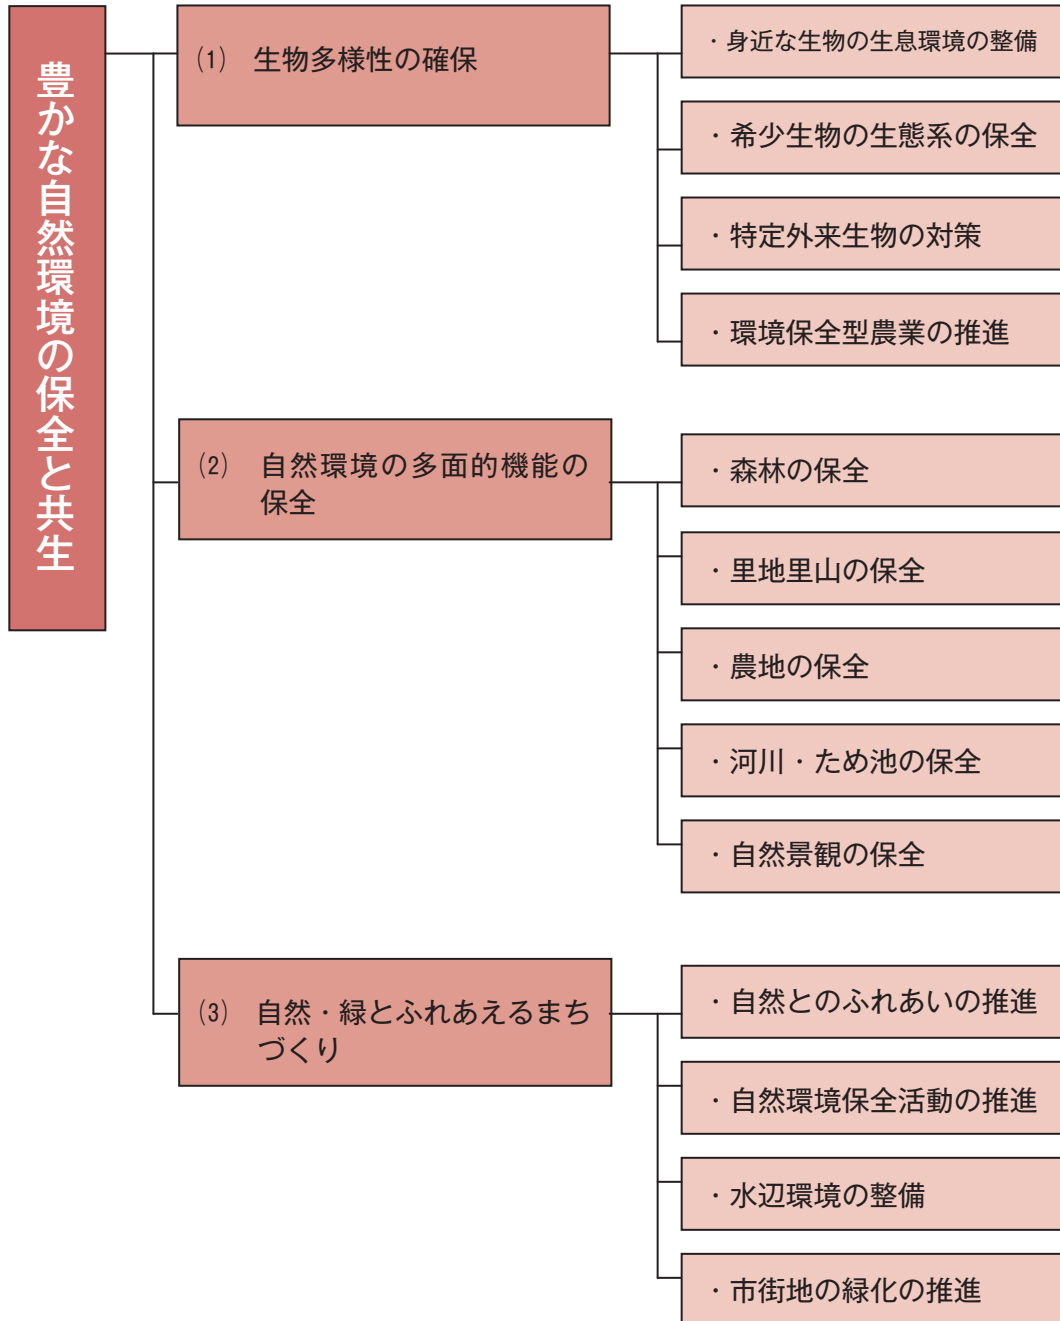 豊かな自然環境の保全と共生
(1) 生物多様性の確保
・身近な生物の生息環境の整備
・希少生物の生態系の保全
・特定外来生物の対策
・環境保全型農業の推進
(2) 自然環境の多面的機能の
保全
・森林の保全
・里地里山の保全
・農地の保全
・河川・ため池の保全
・自然景観の保全
(3) 自然・緑とふれあえるまち
づくり
・自然とのふれあいの推進
・自然環境保全活動の推進
・水辺環境の整備
・市街地の緑化の推進